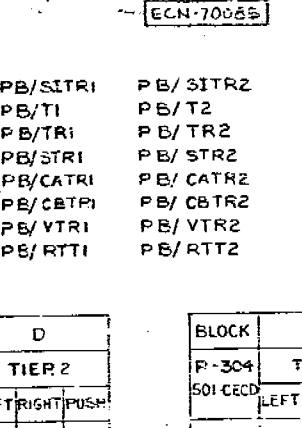 ECN-70085
PB/SITR1 PB/SITR2
PB/T1 PB/T2
PB/TR1 PB/TR2
PB/STR1 PB/STR2
PB/CATR1 PB/CATR2
PB/CBTR1 PB/CBTR2
PB/VTR1 PB/VTR2
PB/RTT1 PB/RTT2
D BLOCK
TIER 2 R-304 T
501-CECD
FT RIGHT PUSH LEFT